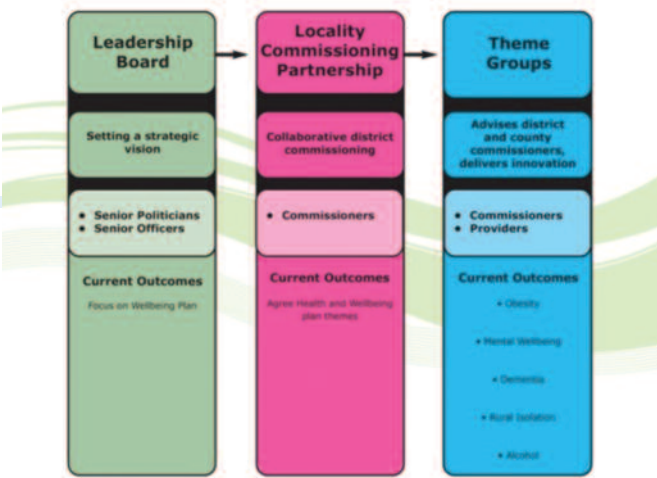 Leadership
Board
Setting a strategic
vision
• Senior Politicians
• Senior Officers
Current Outcomes
Focus on Wellbeing Plan
Locality
Commissioning
Partnership
Collaborative district
commissioning
• Commissioners
Current Outcomes
Agree Health and Wellbeing
plan themes
Theme
Groups
Advises district
and county
commissioners,
delivers innovation
• Commissioners
• Providers
Current Outcomes
• Obesity
• Mental Wellbeing
• Dementia
• Rural Isolation
• Alcohol